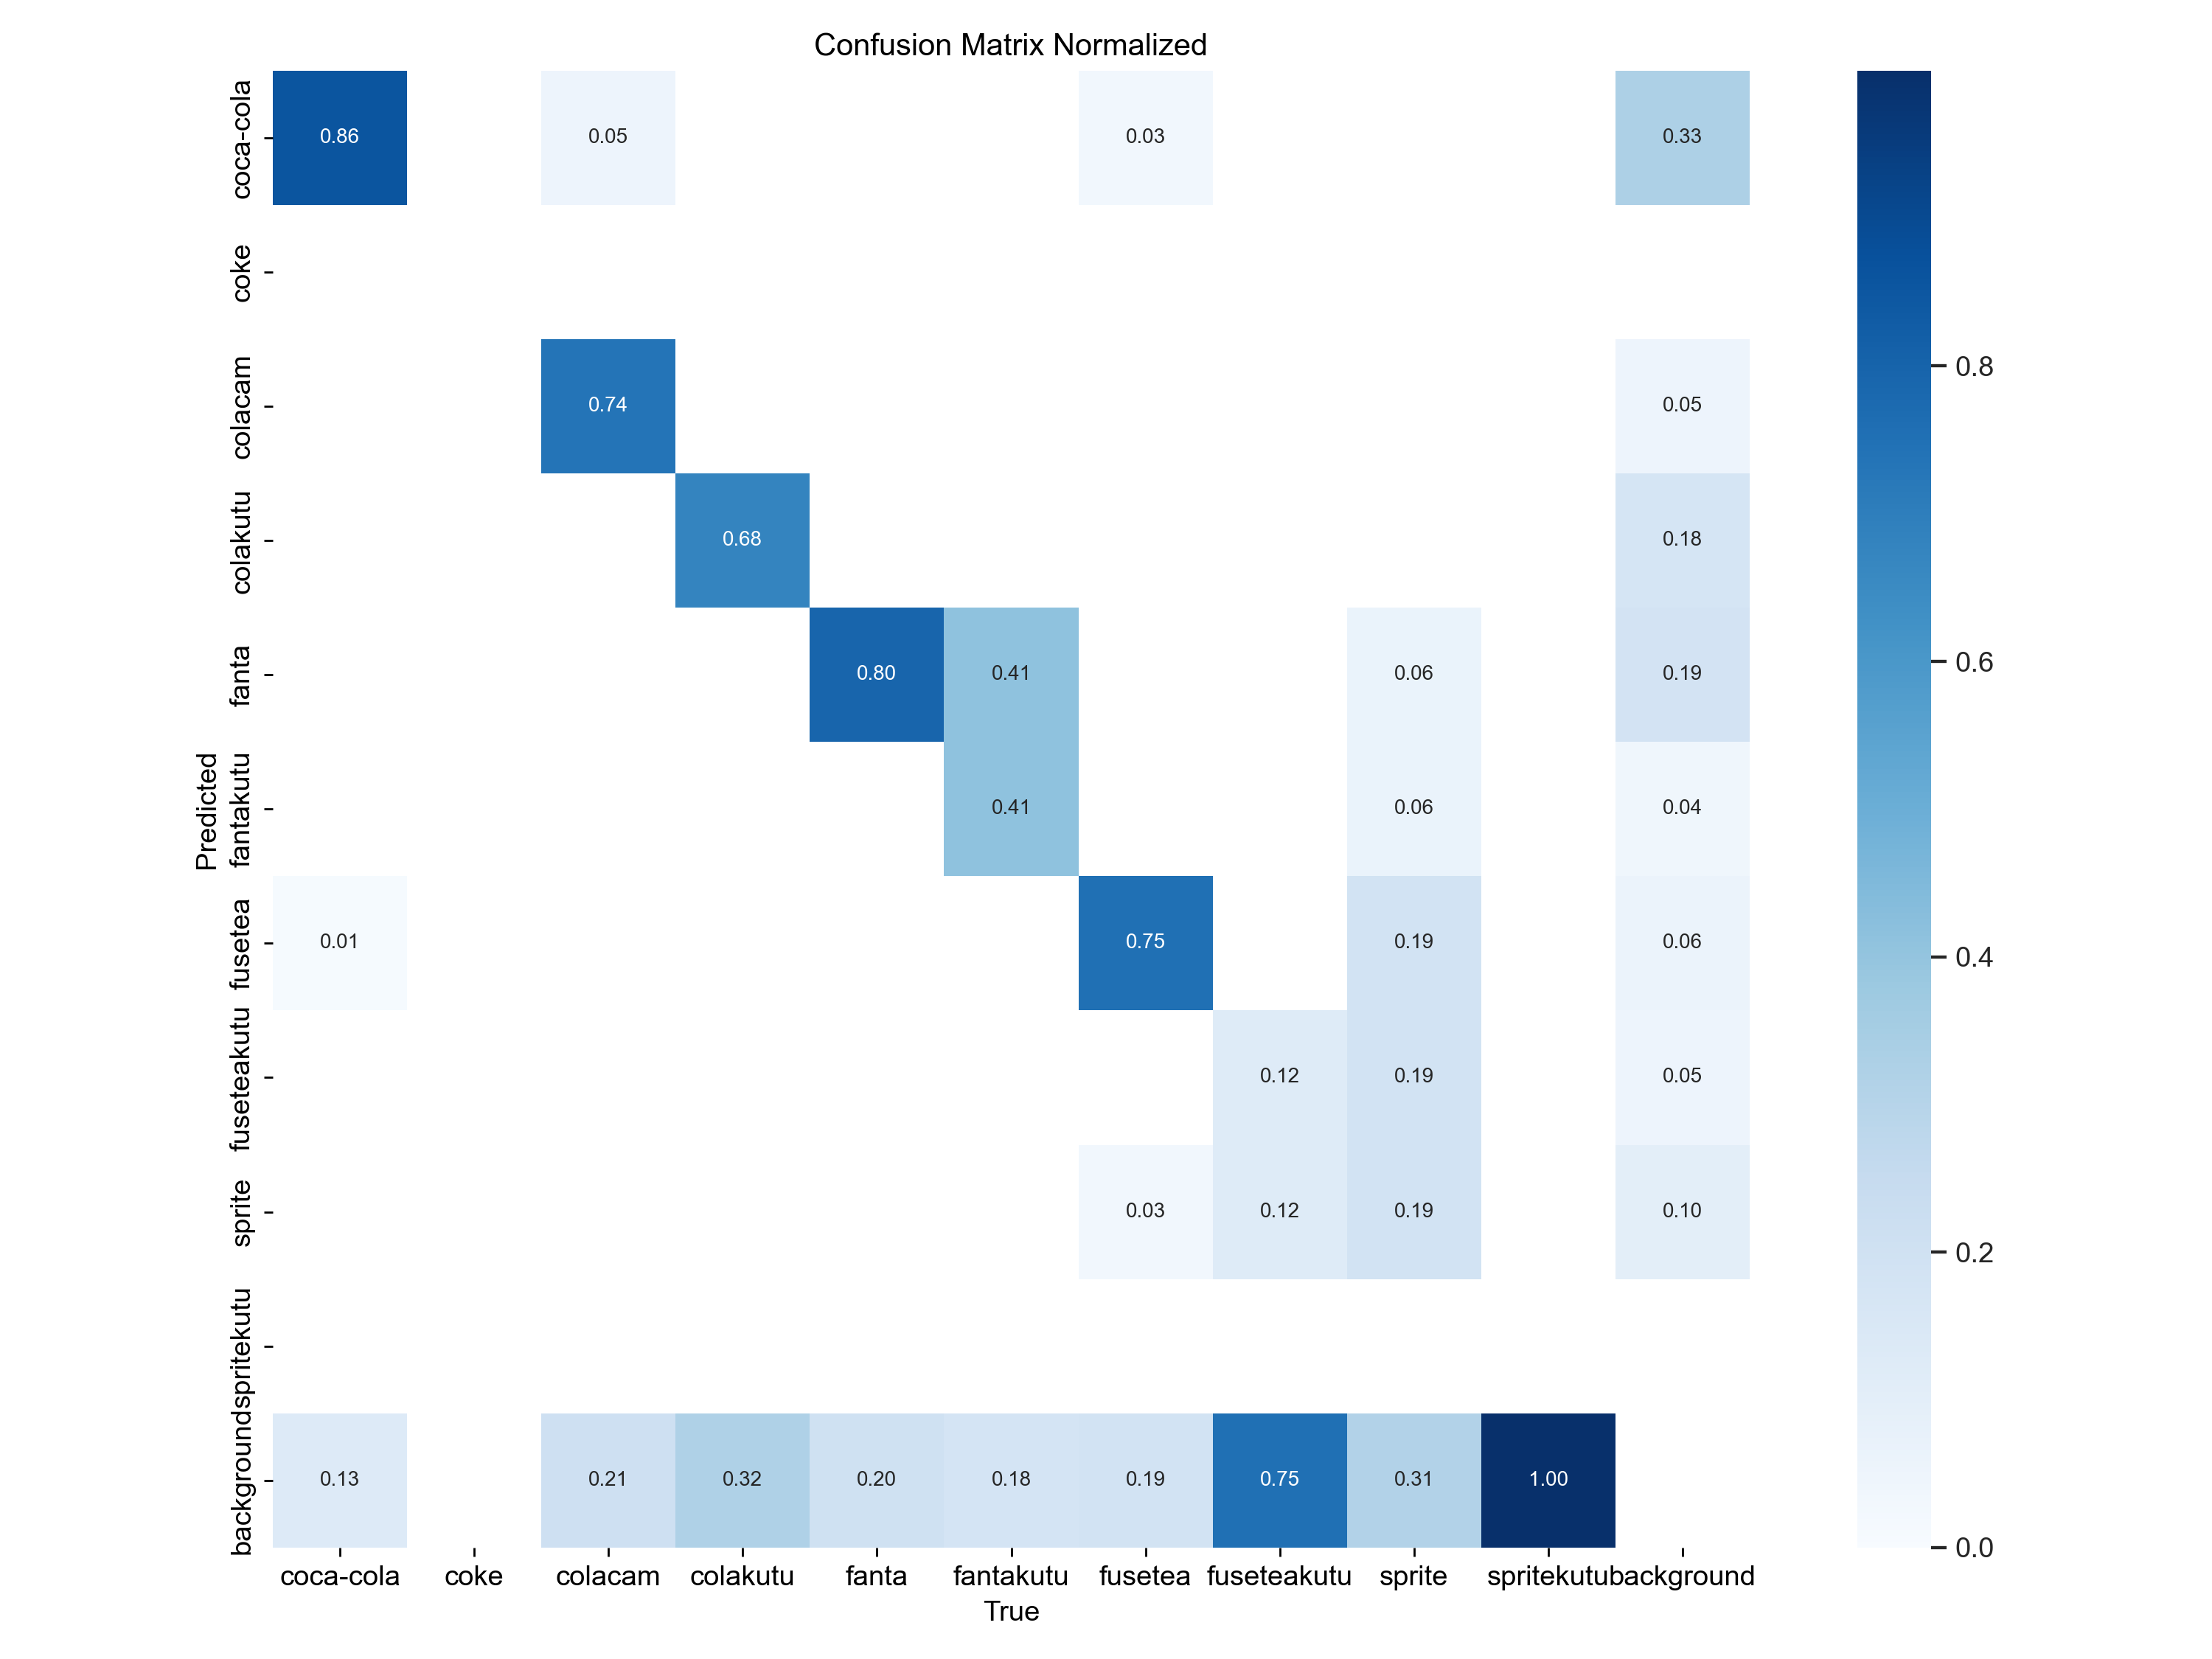 Confusion Matrix Normalized
coca-cola 0.86 0.05 0.03 0.33
coke
colacam 0.74 0.05
colakutu 0.68 0.18
fanta 0.80 0.41 0.06 0.19
fantakutu 0.41 0.06 0.04
fusetea 0.01 0.75 0.19 0.06
fuseteakutu 0.12 0.19 0.05
sprite 0.03 0.12 0.19 0.10
spritekutu
background 0.13 0.21 0.32 0.20 0.18 0.19 0.75 0.31 1.00
coca-cola coke colacam colakutu fanta fantakutu fusetea fuseteakutu sprite spritekutu background
True
Predicted
0.8
0.6
0.4
0.2
0.0